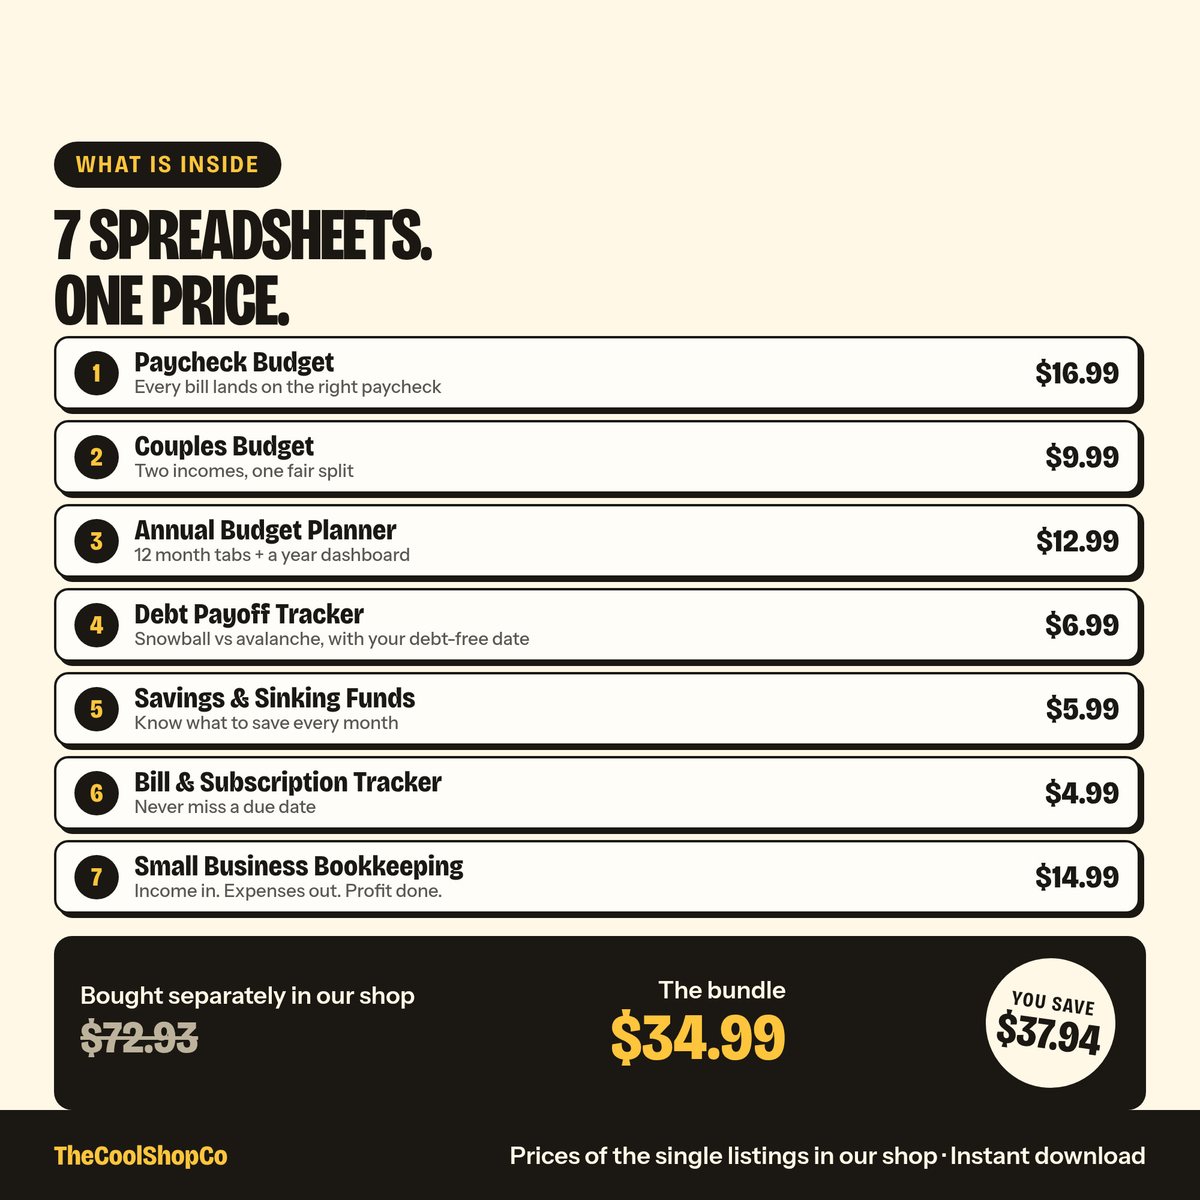 WHAT IS INSIDE
7 SPREADSHEETS.
ONE PRICE.
1
Paycheck Budget
Every bill lands on the right paycheck
$16.99
2
Couples Budget
Two incomes, one fair split
$9.99
3
Annual Budget Planner
12 month tabs + a year dashboard
$12.99
4
Debt Payoff Tracker
Snowball vs avalanche, with your debt-free date
$6.99
5
Savings & Sinking Funds
Know what to save every month
$5.99
6
Bill & Subscription Tracker
Never miss a due date
$4.99
7
Small Business Bookkeeping
Income in. Expenses out. Profit done.
$14.99
Bought separately in our shop
$72.93
The bundle
$34.99
YOU SAVE
$37.94
TheCoolShopCo
Prices of the single listings in our shop · Instant download